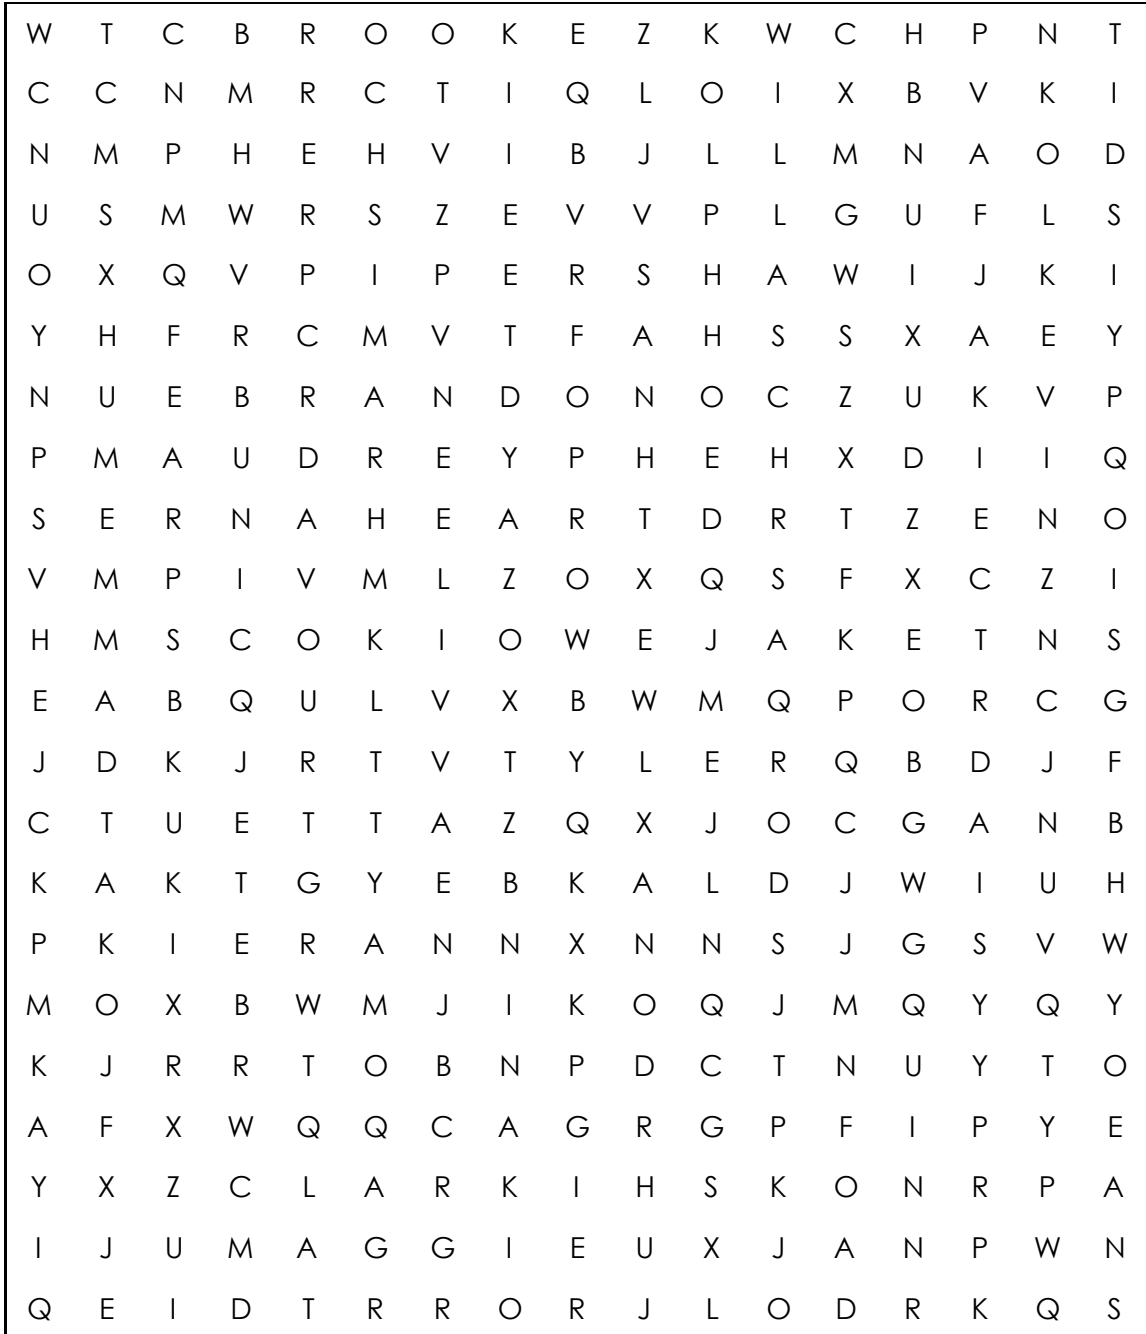 W T C B R O O K E Z K W C H P N T
C C N M R C T I Q L O I X B V K I
N M P H E H V I B J L L M N A O D
U S M W R S Z E V V P L G U F L S
O X Q V P I P E R S H A W I J K I
Y H F R C M V T F A H S S X A E Y
N U E B R A N D O N O C Z U K V P
P M A U D R E Y P H E H X D I I Q
S E R N A H E A R T D R T Z E N O
V M P I V M L Z O X Q S F X C Z I
H M S C O K I O W E J A K E T N S
E A B Q U L V X B W M Q P O R C G
J D K J R T V T Y L E R Q B D J F
C T U E T T A Z Q X J O C G A N B
K A K T G Y E B K A L D J W I U H
P K I E R A N N X N N S J G S V W
M O X B W M J I K O Q J M Q Y Q Y
K J R R T O B N P D C T N U Y T O
A F X W Q Q C A G R G P F I P Y E
Y X Z C L A R K I H S K O N R P A
I J U M A G G I E U X J A N P W N
Q E I D T R R O R J L O D R K Q S